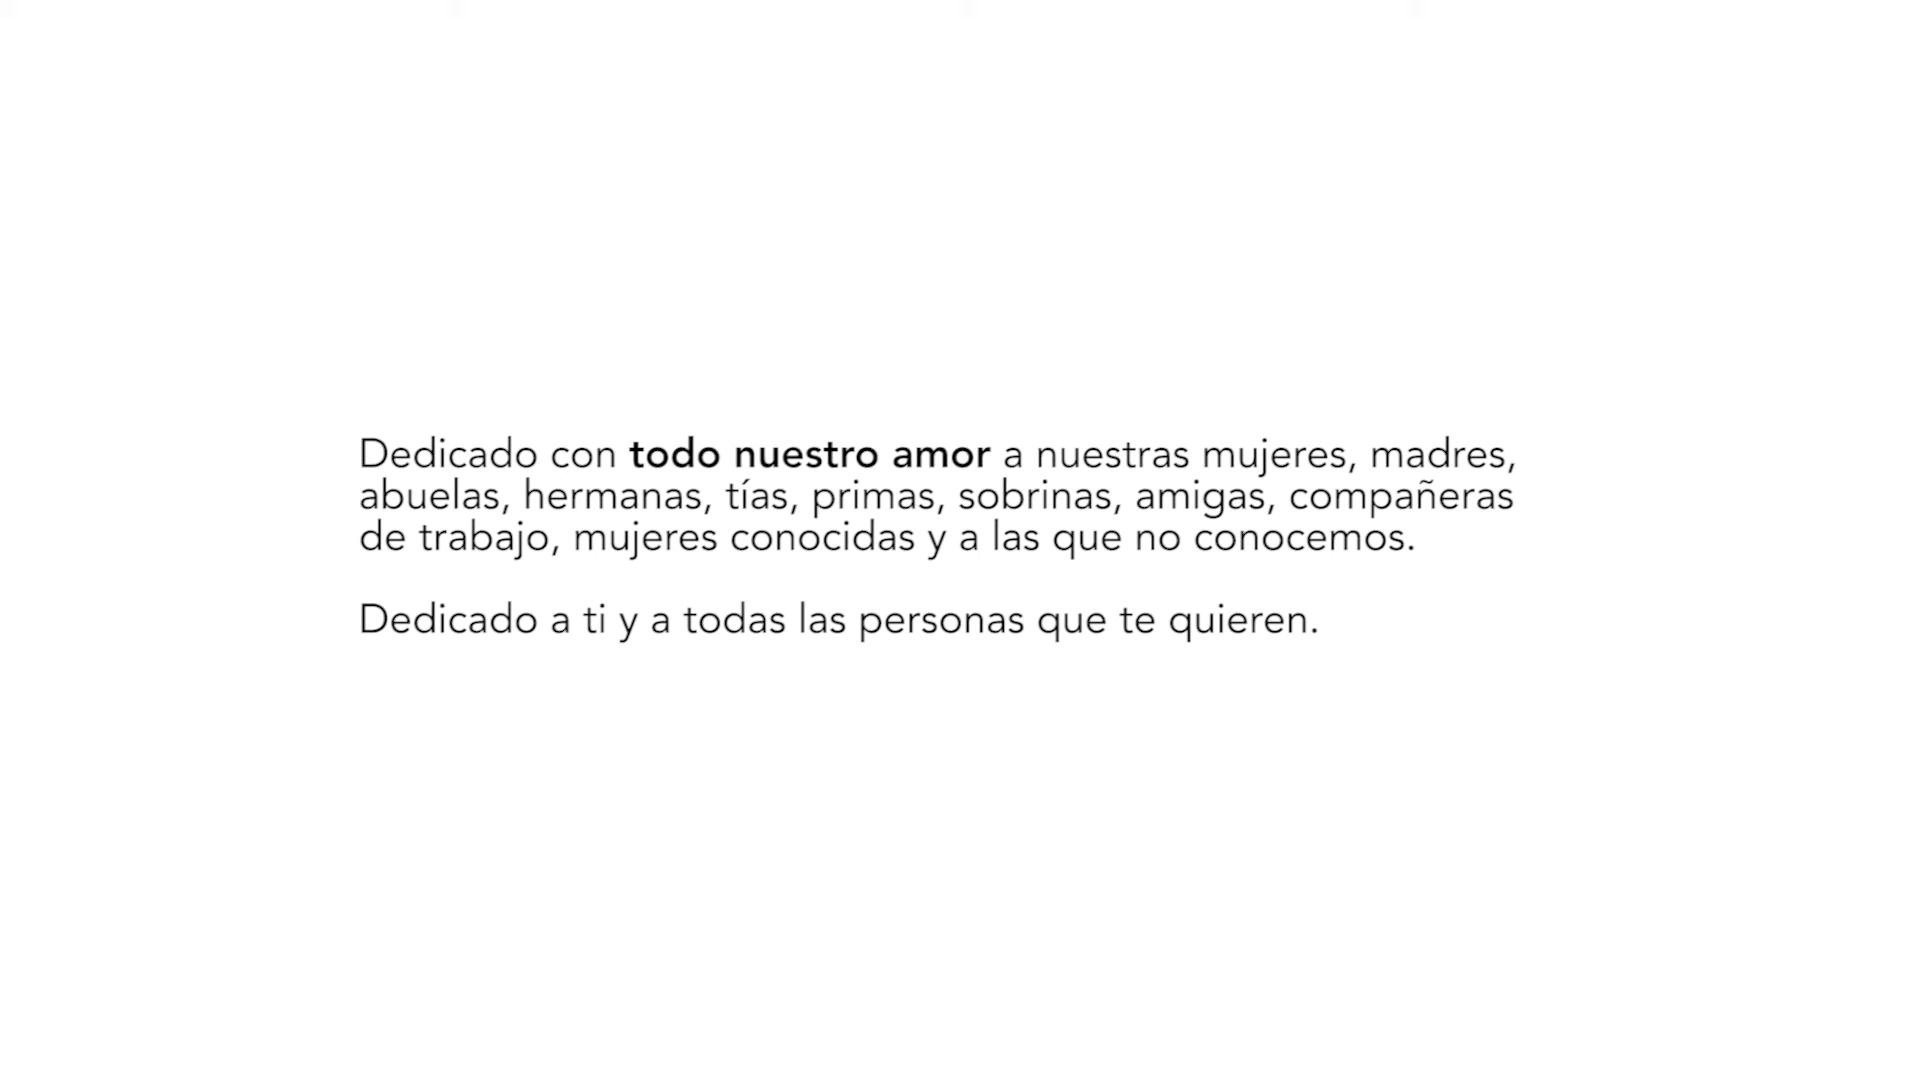 Dedicado con todo nuestro amor a nuestras mujeres, madres,
abuelas, hermanas, tías, primas, sobrinas, amigas, compañeras
de trabajo, mujeres conocidas y a las que no conocemos.
Dedicado a ti y a todas las personas que te quieren.